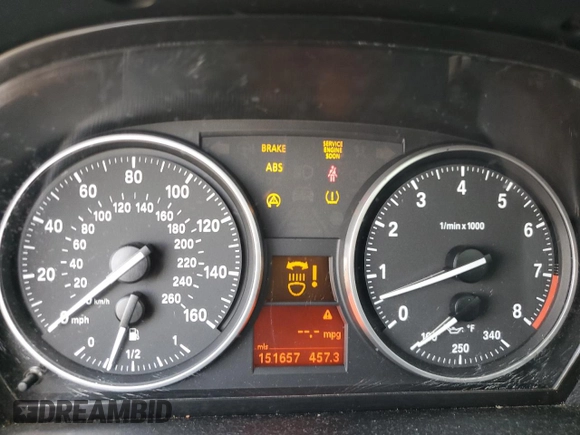 BRAKE
SERVICE
ENGINE
SOON
ABS
0 20 40 60 80 100 120 140 160
mph
20 40 60 80 100 120 140 160 180 200 220 240 260
km/h
0 1/2 1
1 2 3 4 5 6 7 8
1/min x 1000
°F
250 340
--,- mpg
mls
151657 457.3
DREAMBID